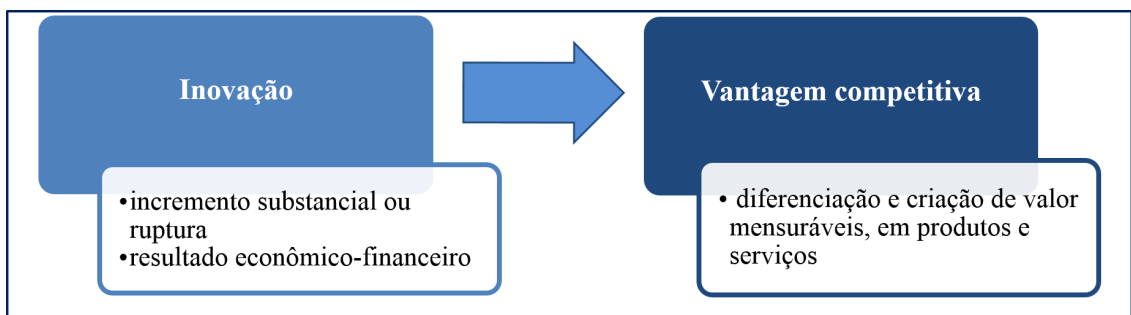 Inovação
•incremento substancial ou
ruptura
•resultado econômico-financeiro
Vantagem competitiva
• diferenciação e criação de valor
mensuráveis, em produtos e
serviços